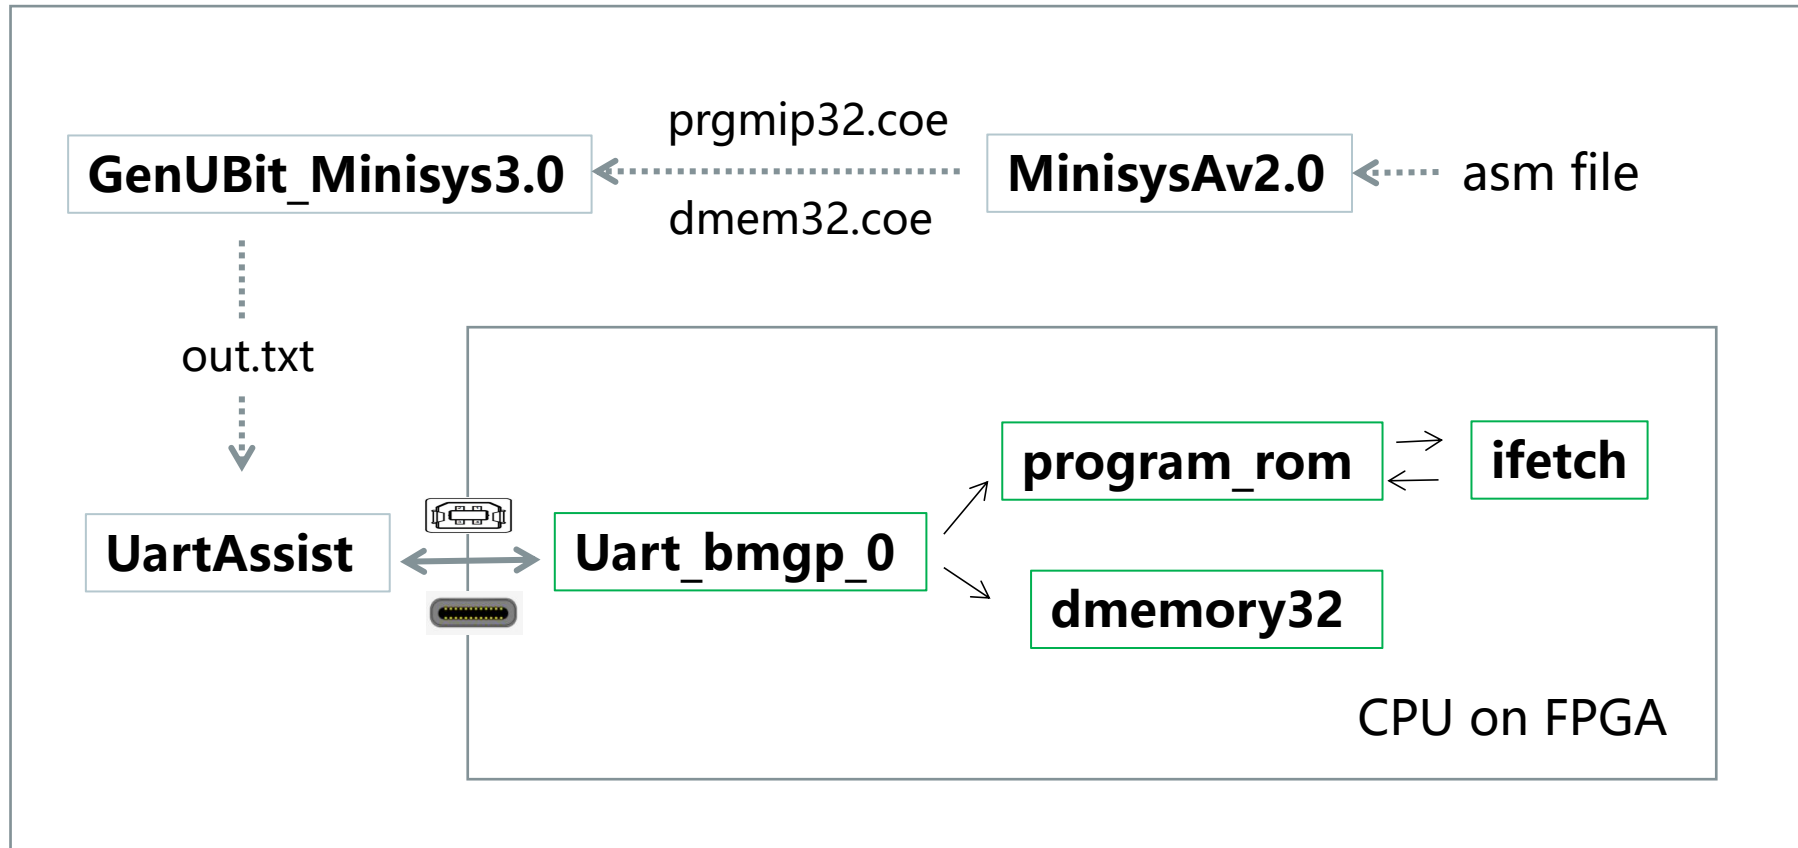 prgmip32.coe
GenUBit_Minisys3.0
MinisysAv2.0
asm file
dmem32.coe
out.txt
program_rom
ifetch
UartAssist
Uart_bmgp_0
dmemory32
CPU on FPGA